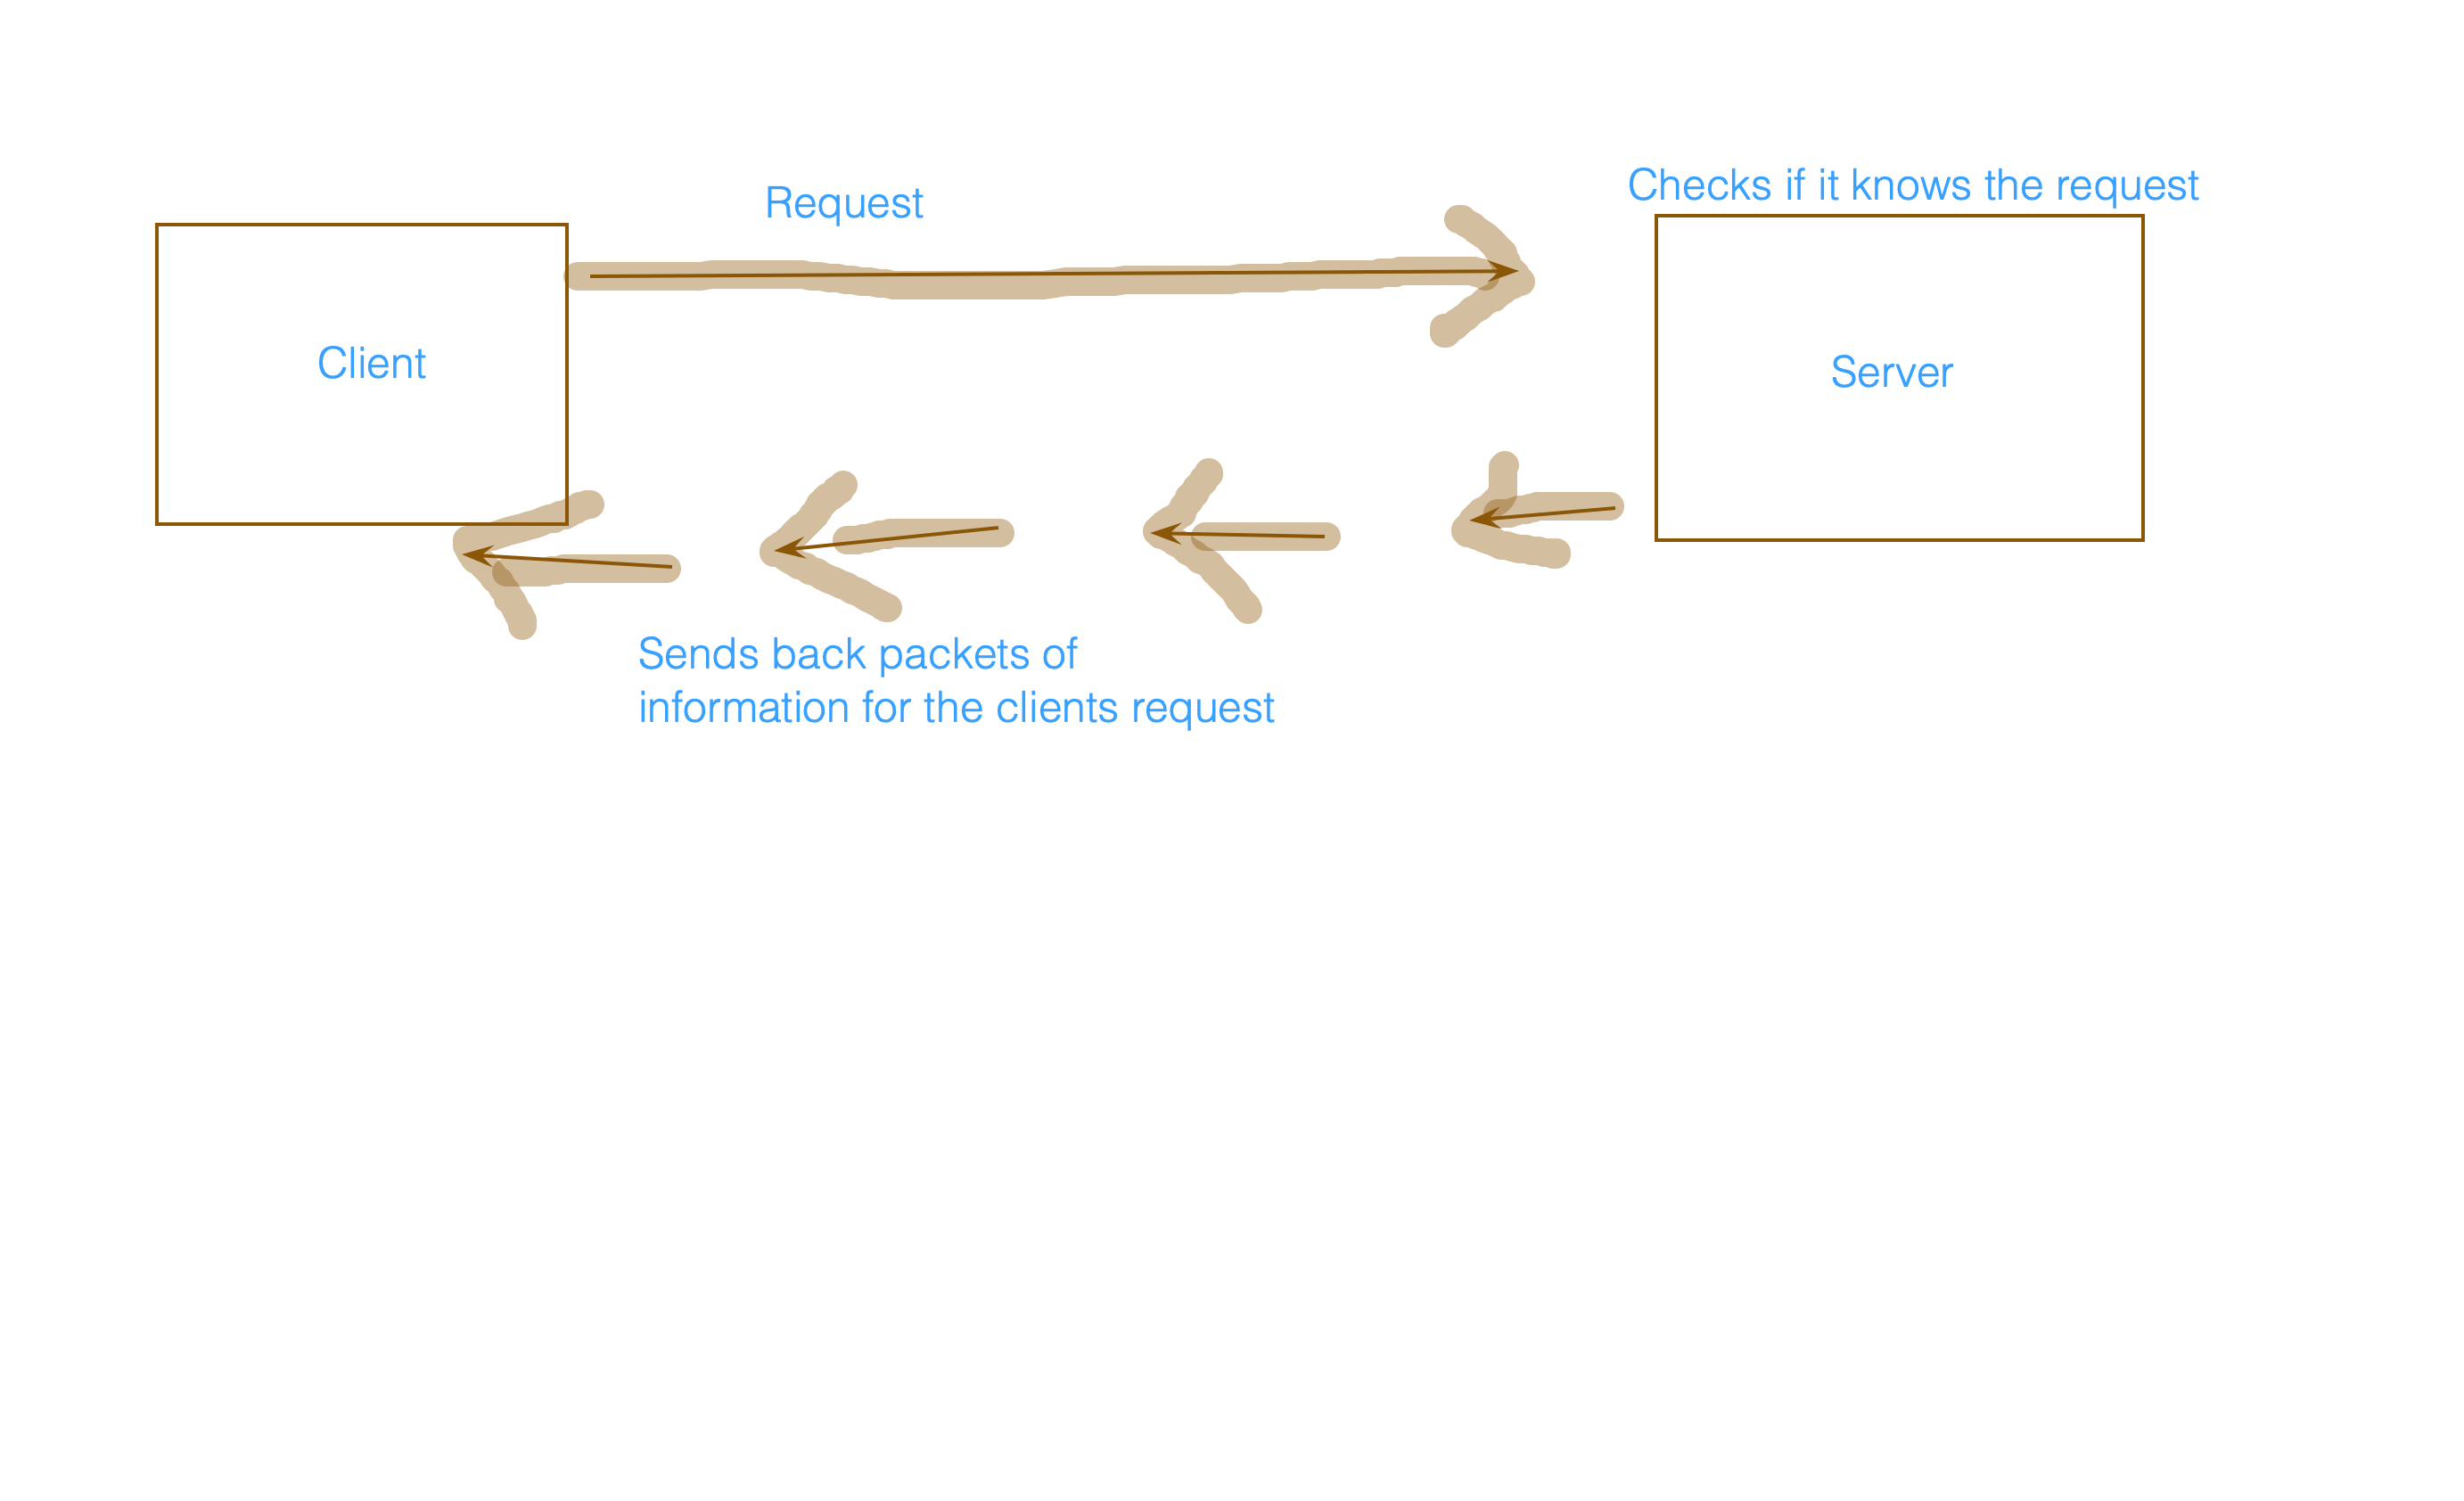 Request
Checks if it knows the request
Client
Server
Sends back packets of
information for the clients request